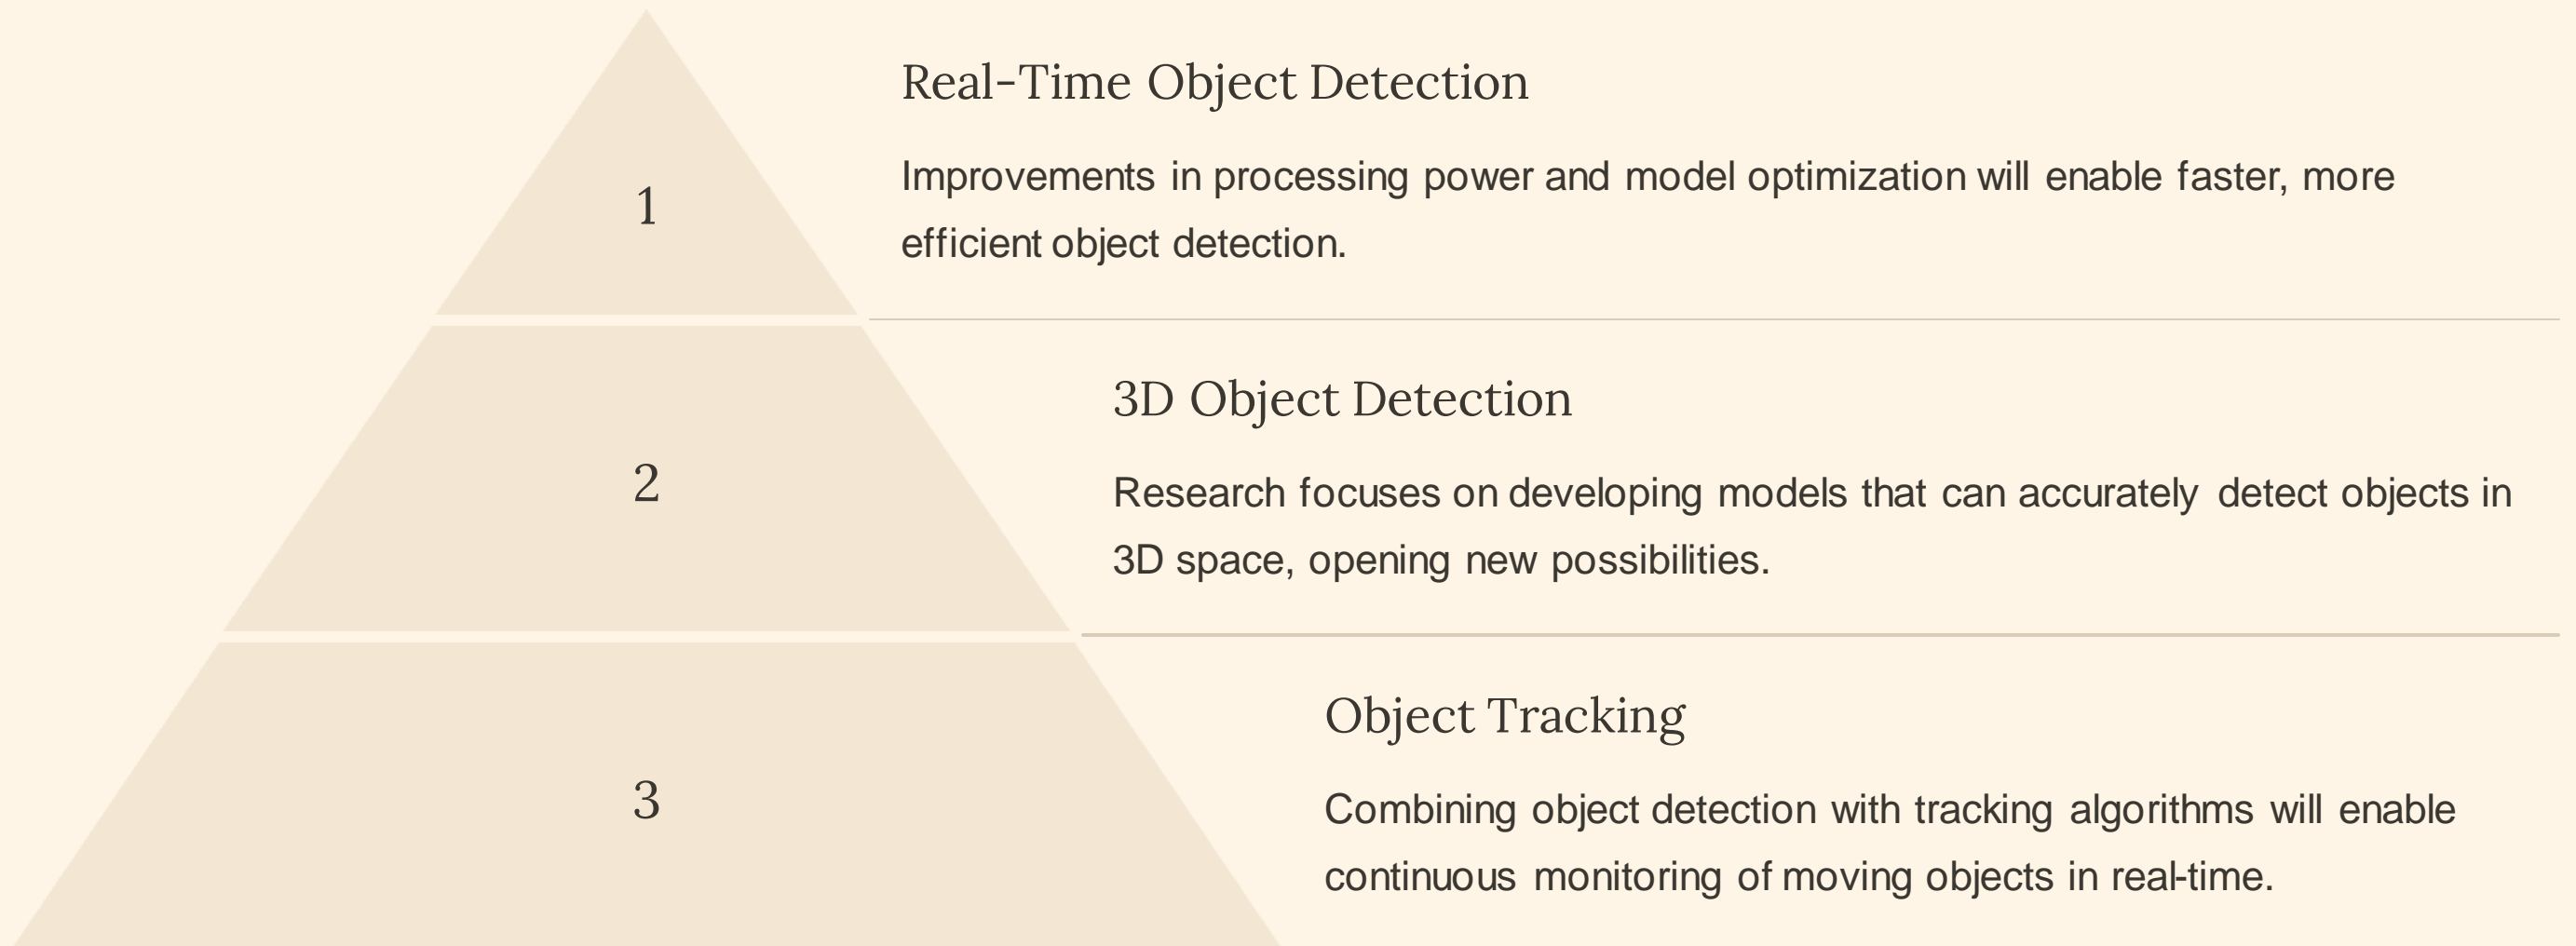 Real-Time Object Detection
Improvements in processing power and model optimization will enable faster, more
efficient object detection.
1
3D Object Detection
Research focuses on developing models that can accurately detect objects in
3D space, opening new possibilities.
2
Object Tracking
Combining object detection with tracking algorithms will enable
continuous monitoring of moving objects in real-time.
3